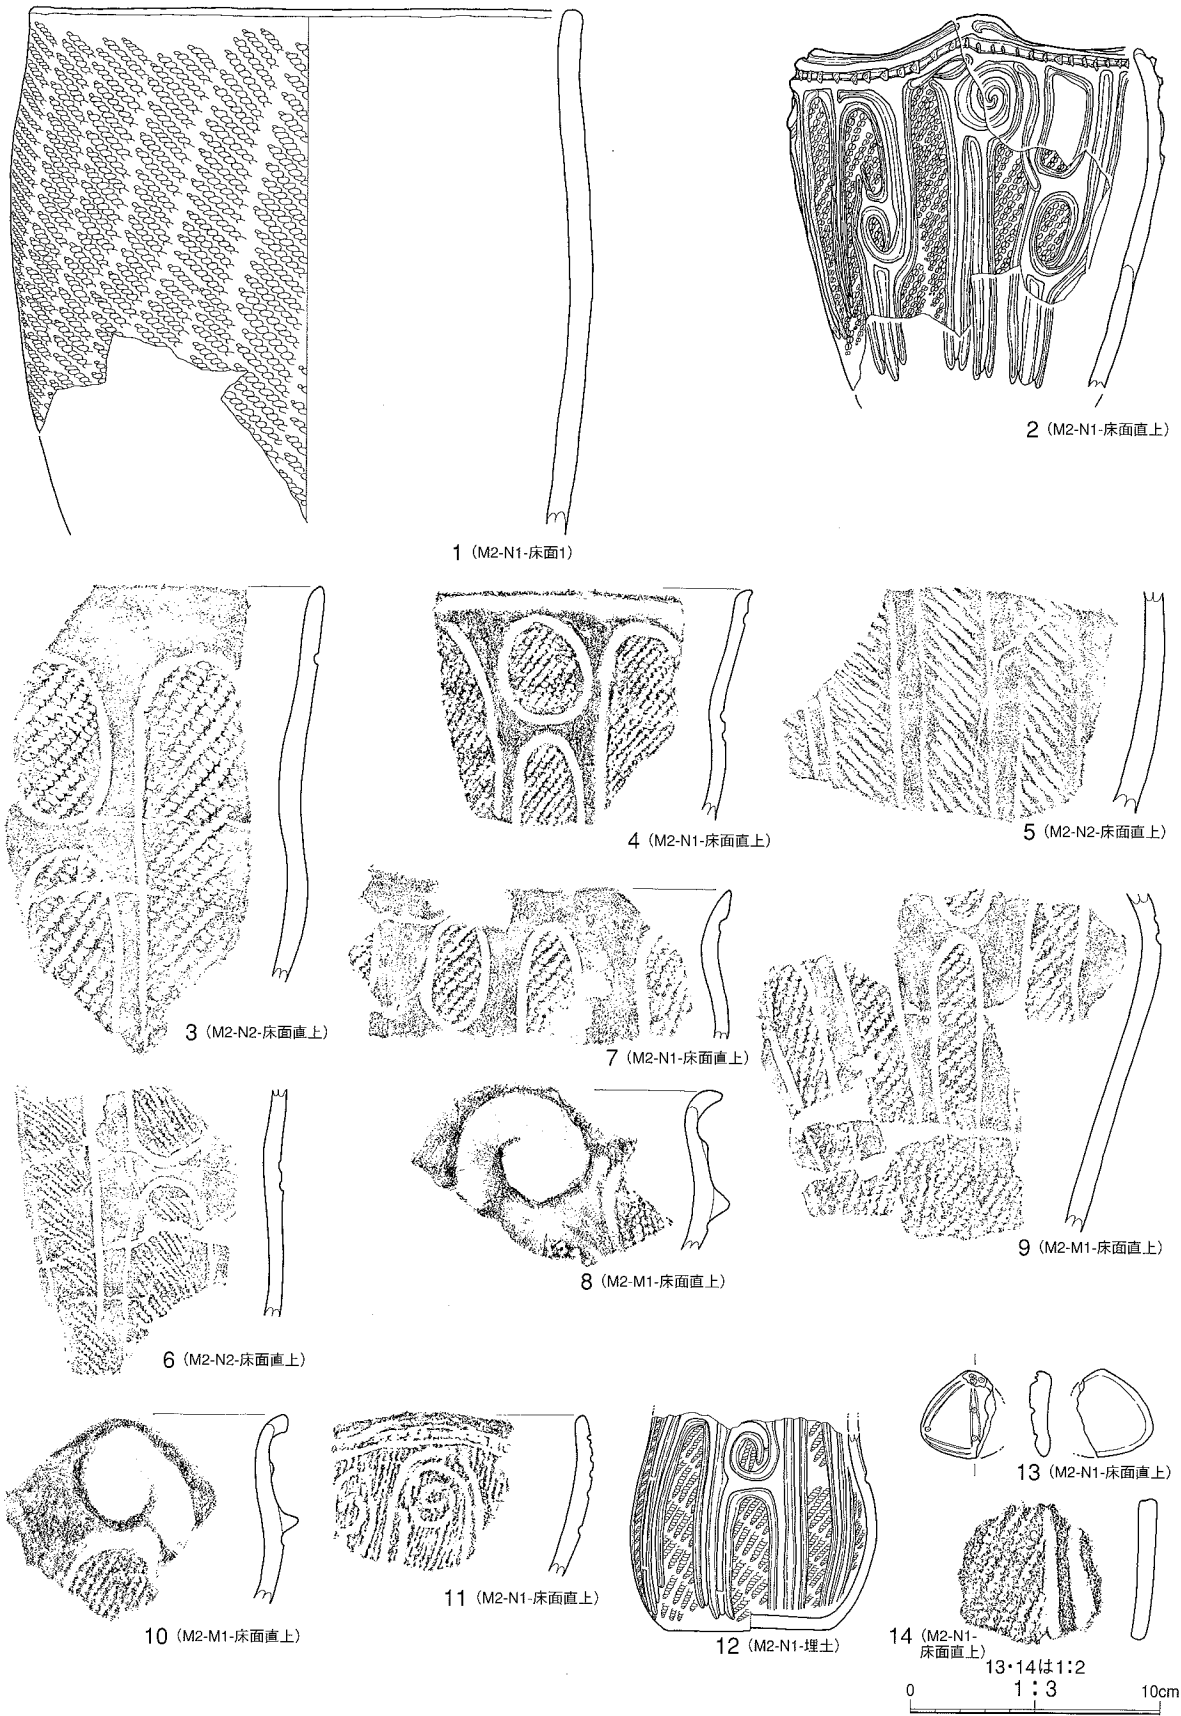 1 (M2-N1-床面1)
2 (M2-N1-床面直上)
3 (M2-N2-床面直上)
4 (M2-N1-床面直上)
5 (M2-N2-床面直上)
7 (M2-N1-床面直上)
6 (M2-N2-床面直上)
8 (M2-M1-床面直上)
9 (M2-M1-床面直上)
10 (M2-M1-床面直上)
11 (M2-N1-床面直上)
12 (M2-N1-埋土)
13 (M2-N1-床面直上)
14 (M2-N1-
床面直上)
13・14は1:2
1:3
0 10cm